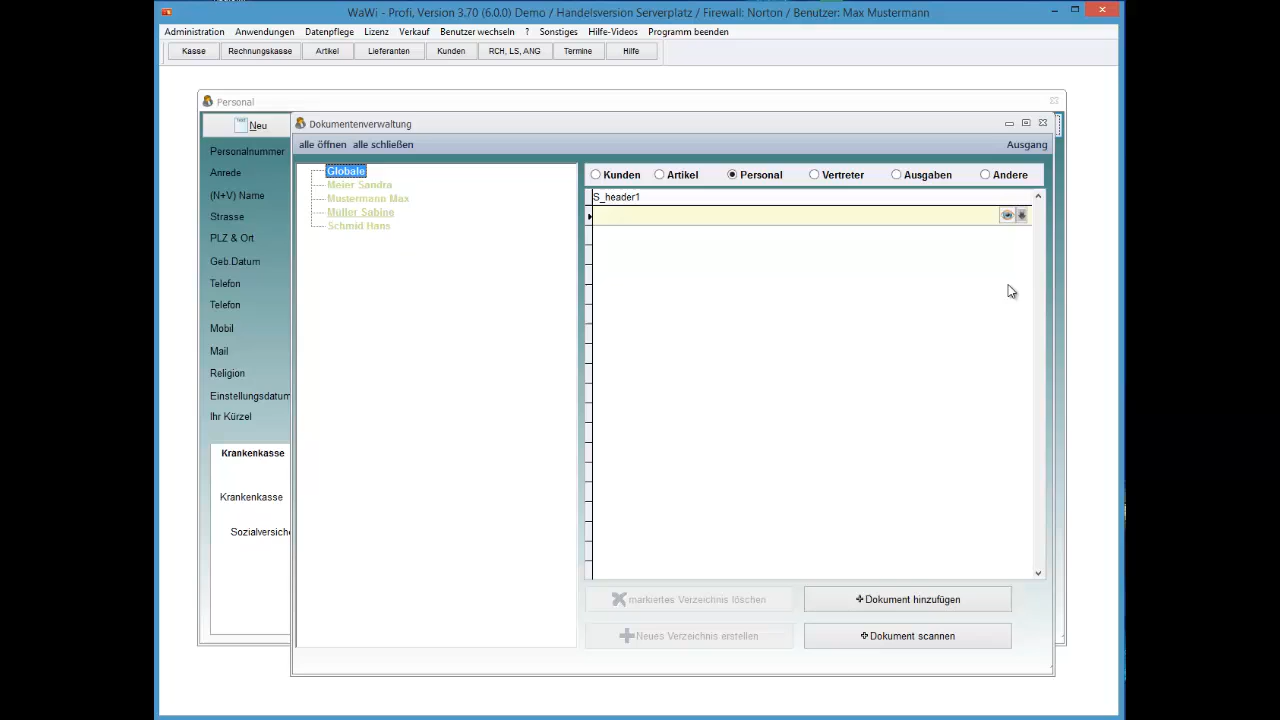 WaWi - Profi, Version 3.70 (6.0.0) Demo / Handelsversion Serverplatz / Firewall: Norton / Benutzer: Max Mustermann
Administration Anwendungen Datenpflege Lizenz Verkauf Benutzer wechseln ? Sonstiges Hilfe-Videos Programm beenden
Kasse Rechnungskasse Artikel Lieferanten Kunden RCH, LS, ANG Termine Hilfe
Personal
Neu
Dokumentenverwaltung
alle öffnen alle schließen Ausgang
Personalnummer
Anrede
(N+V) Name
Strasse
PLZ & Ort
Geb.Datum
Telefon
Telefon
Mobil
Mail
Religion
Einstellungsdatum
Ihr Kürzel
Krankenkasse
Krankenkasse
Sozialversiche
Globale
Meier Sandra
Mustermann Max
Müller Sabine
Schmid Hans
Kunden Artikel Personal Vertreter Ausgaben Andere
S_header1
markiertes Verzeichnis löschen Dokument hinzufügen
Neues Verzeichnis erstellen Dokument scannen